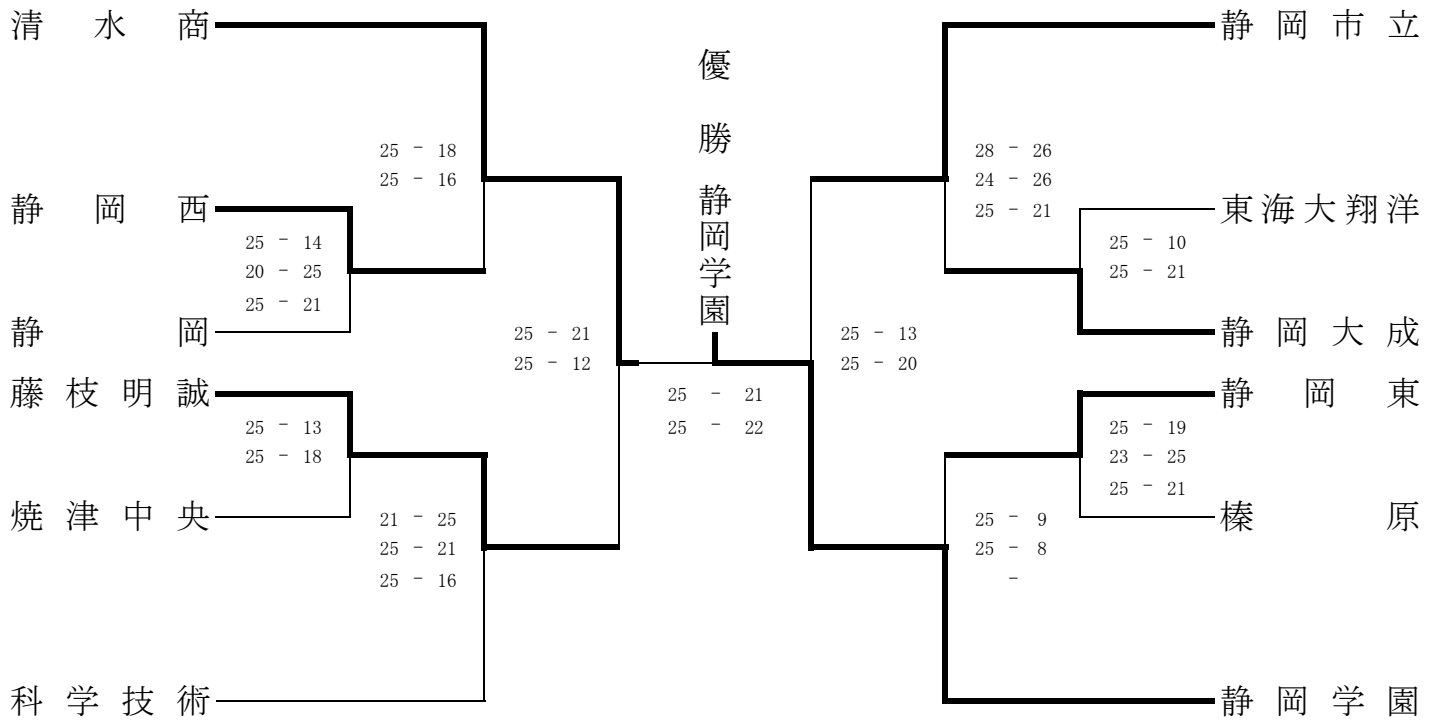 清水商
静岡西
静岡
藤枝明誠
焼津中央
科学技術
25 - 18
25 - 16
25 - 14
20 - 25
25 - 21
25 - 13
25 - 18
21 - 25
25 - 21
25 - 16
25 - 21
25 - 12
優勝
静岡学園
25 - 21
25 - 22
25 - 13
25 - 20
28 - 26
24 - 26
25 - 21
25 - 10
25 - 21
25 - 19
23 - 25
25 - 21
25 - 9
25 - 8
-
静岡市立
東海大翔洋
静岡大成
静岡東
榛原
静岡学園